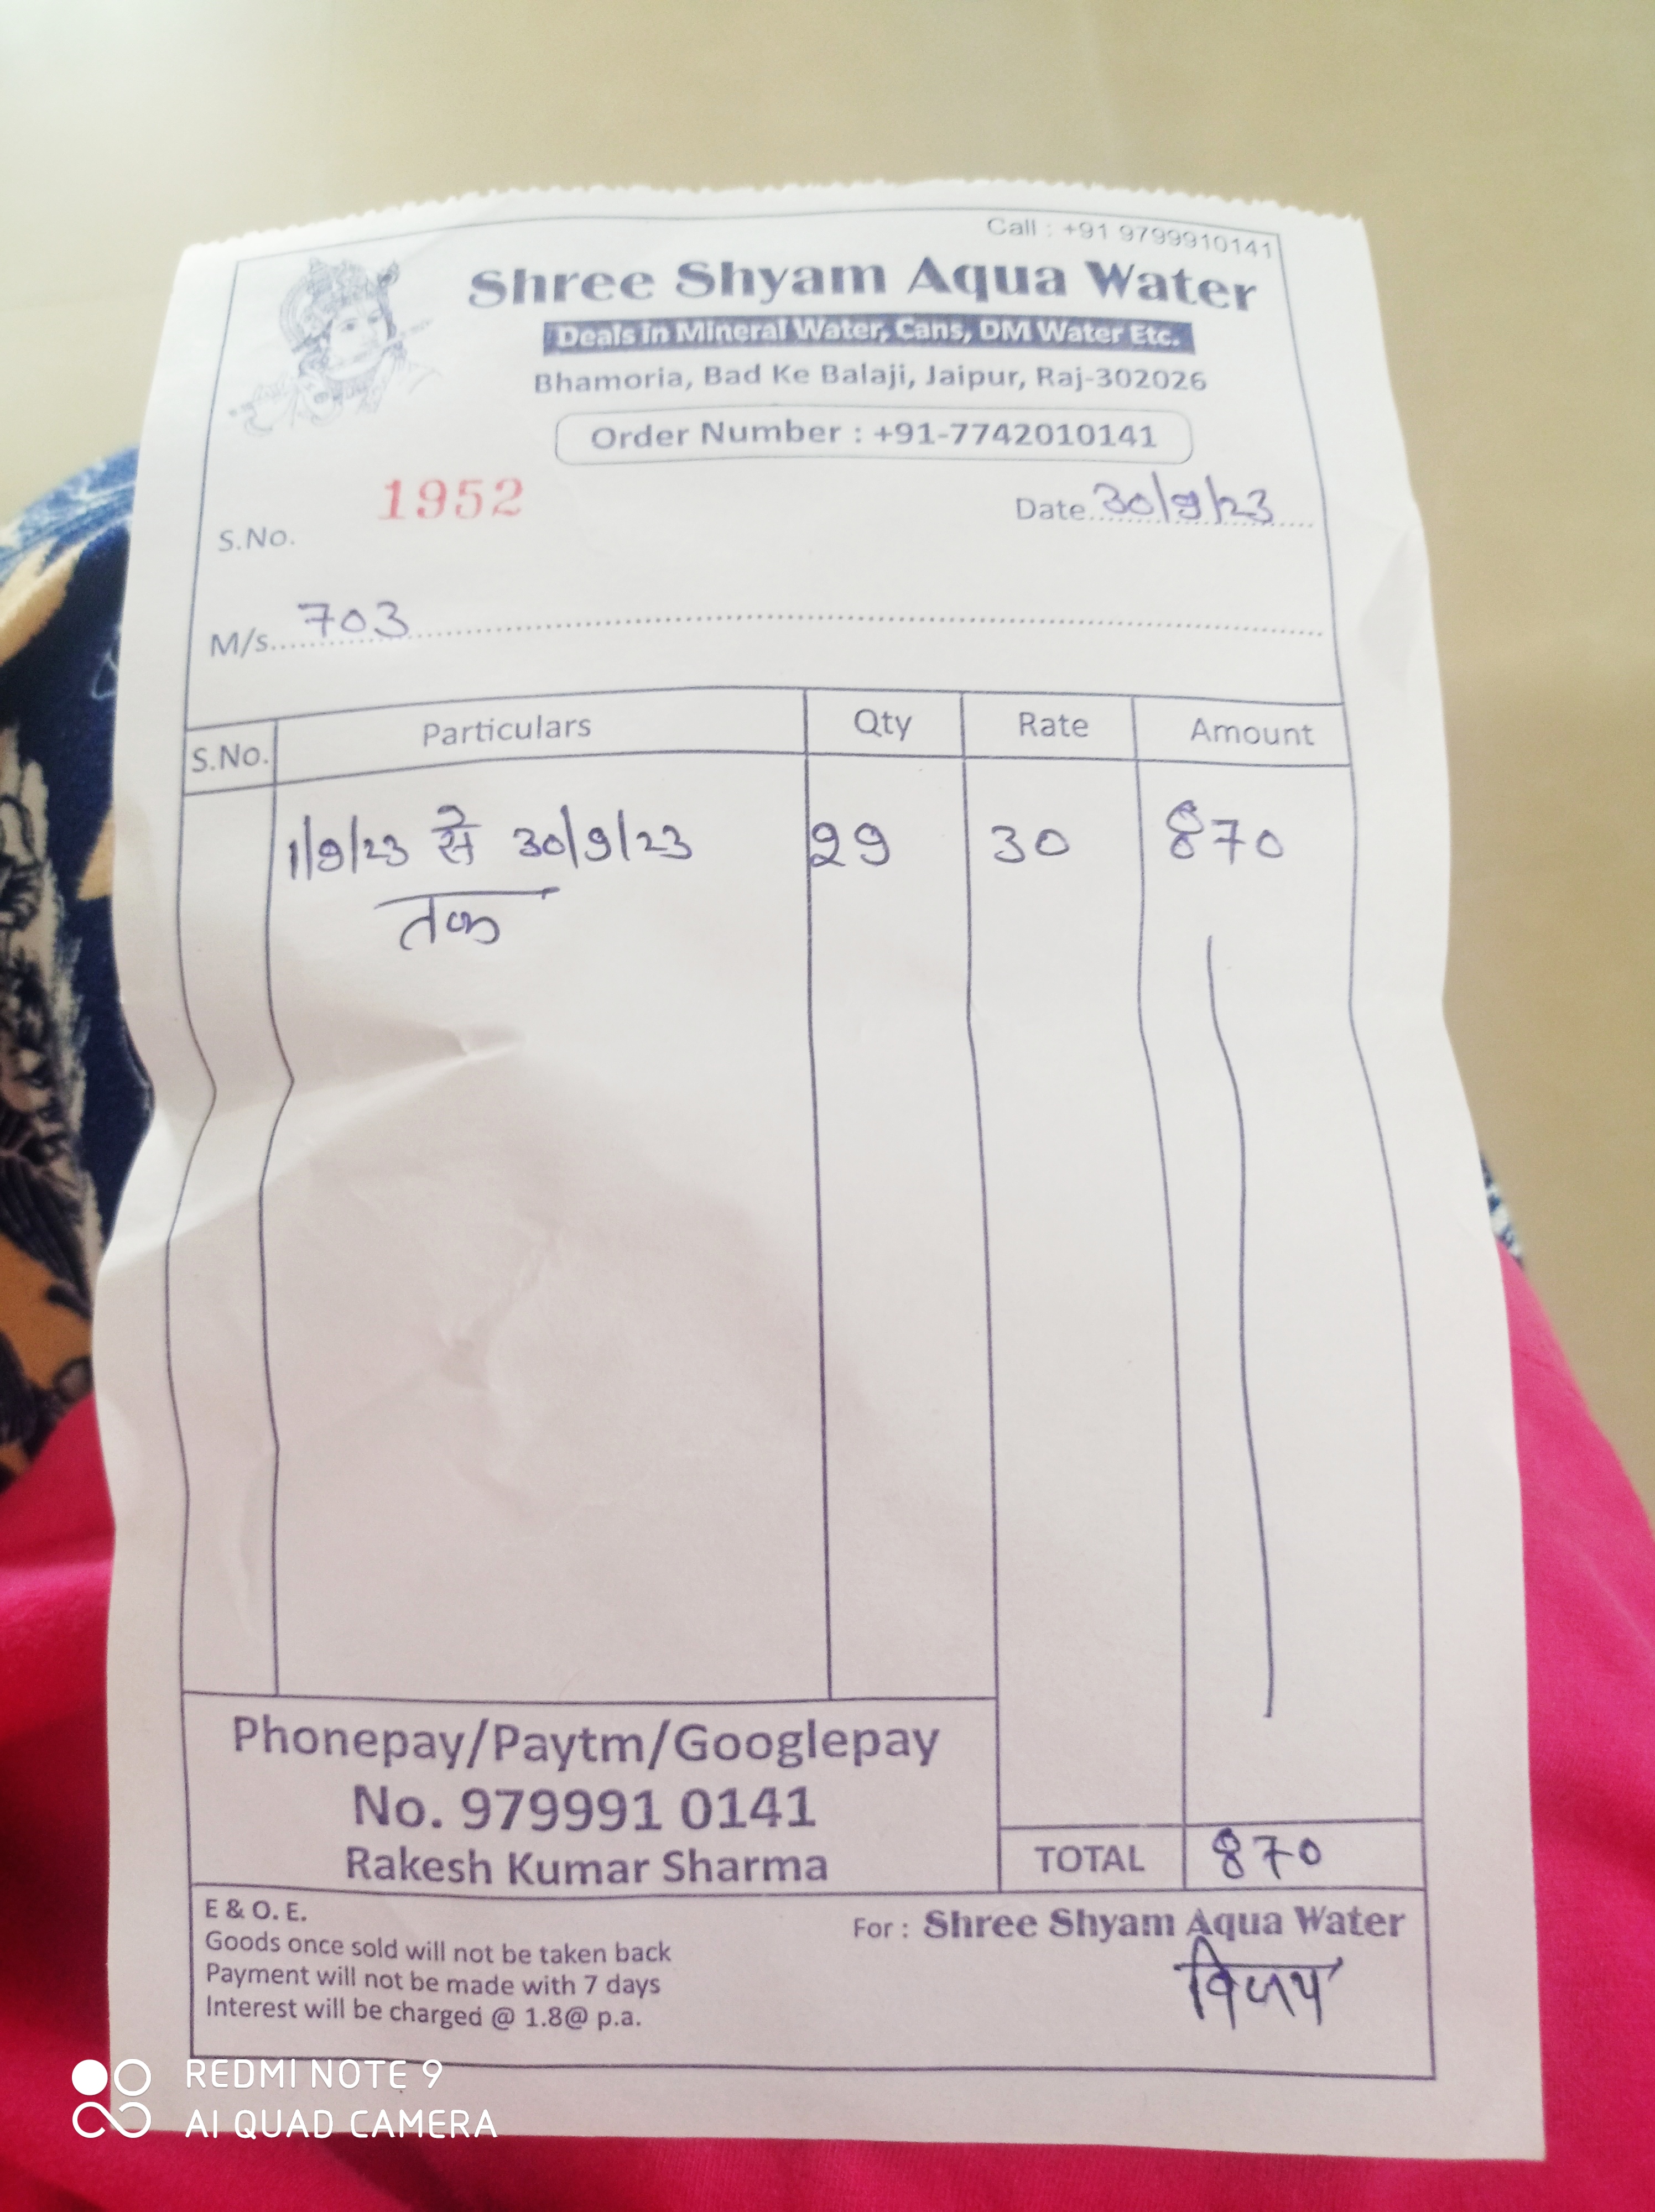 Call : +91 9799910141
Shree Shyam Aqua Water
Deals in Mineral Water, Cans, DM Water Etc.
Bhamoria, Bad Ke Balaji, Jaipur, Raj-302026
Order Number : +91-7742010141
S.No. 1952 Date 30/9/23
M/s. 703
S.No. Particulars Qty Rate Amount
1/9/23 से 30/9/23 29 30 870
तक
Phonepay/Paytm/Googlepay
No. 979991 0141
Rakesh Kumar Sharma
TOTAL 870
E & O. E.
Goods once sold will not be taken back
Payment will not be made with 7 days
Interest will be charged @ 1.8@ p.a.
For : Shree Shyam Aqua Water
विजय
REDMI NOTE 9
AI QUAD CAMERA